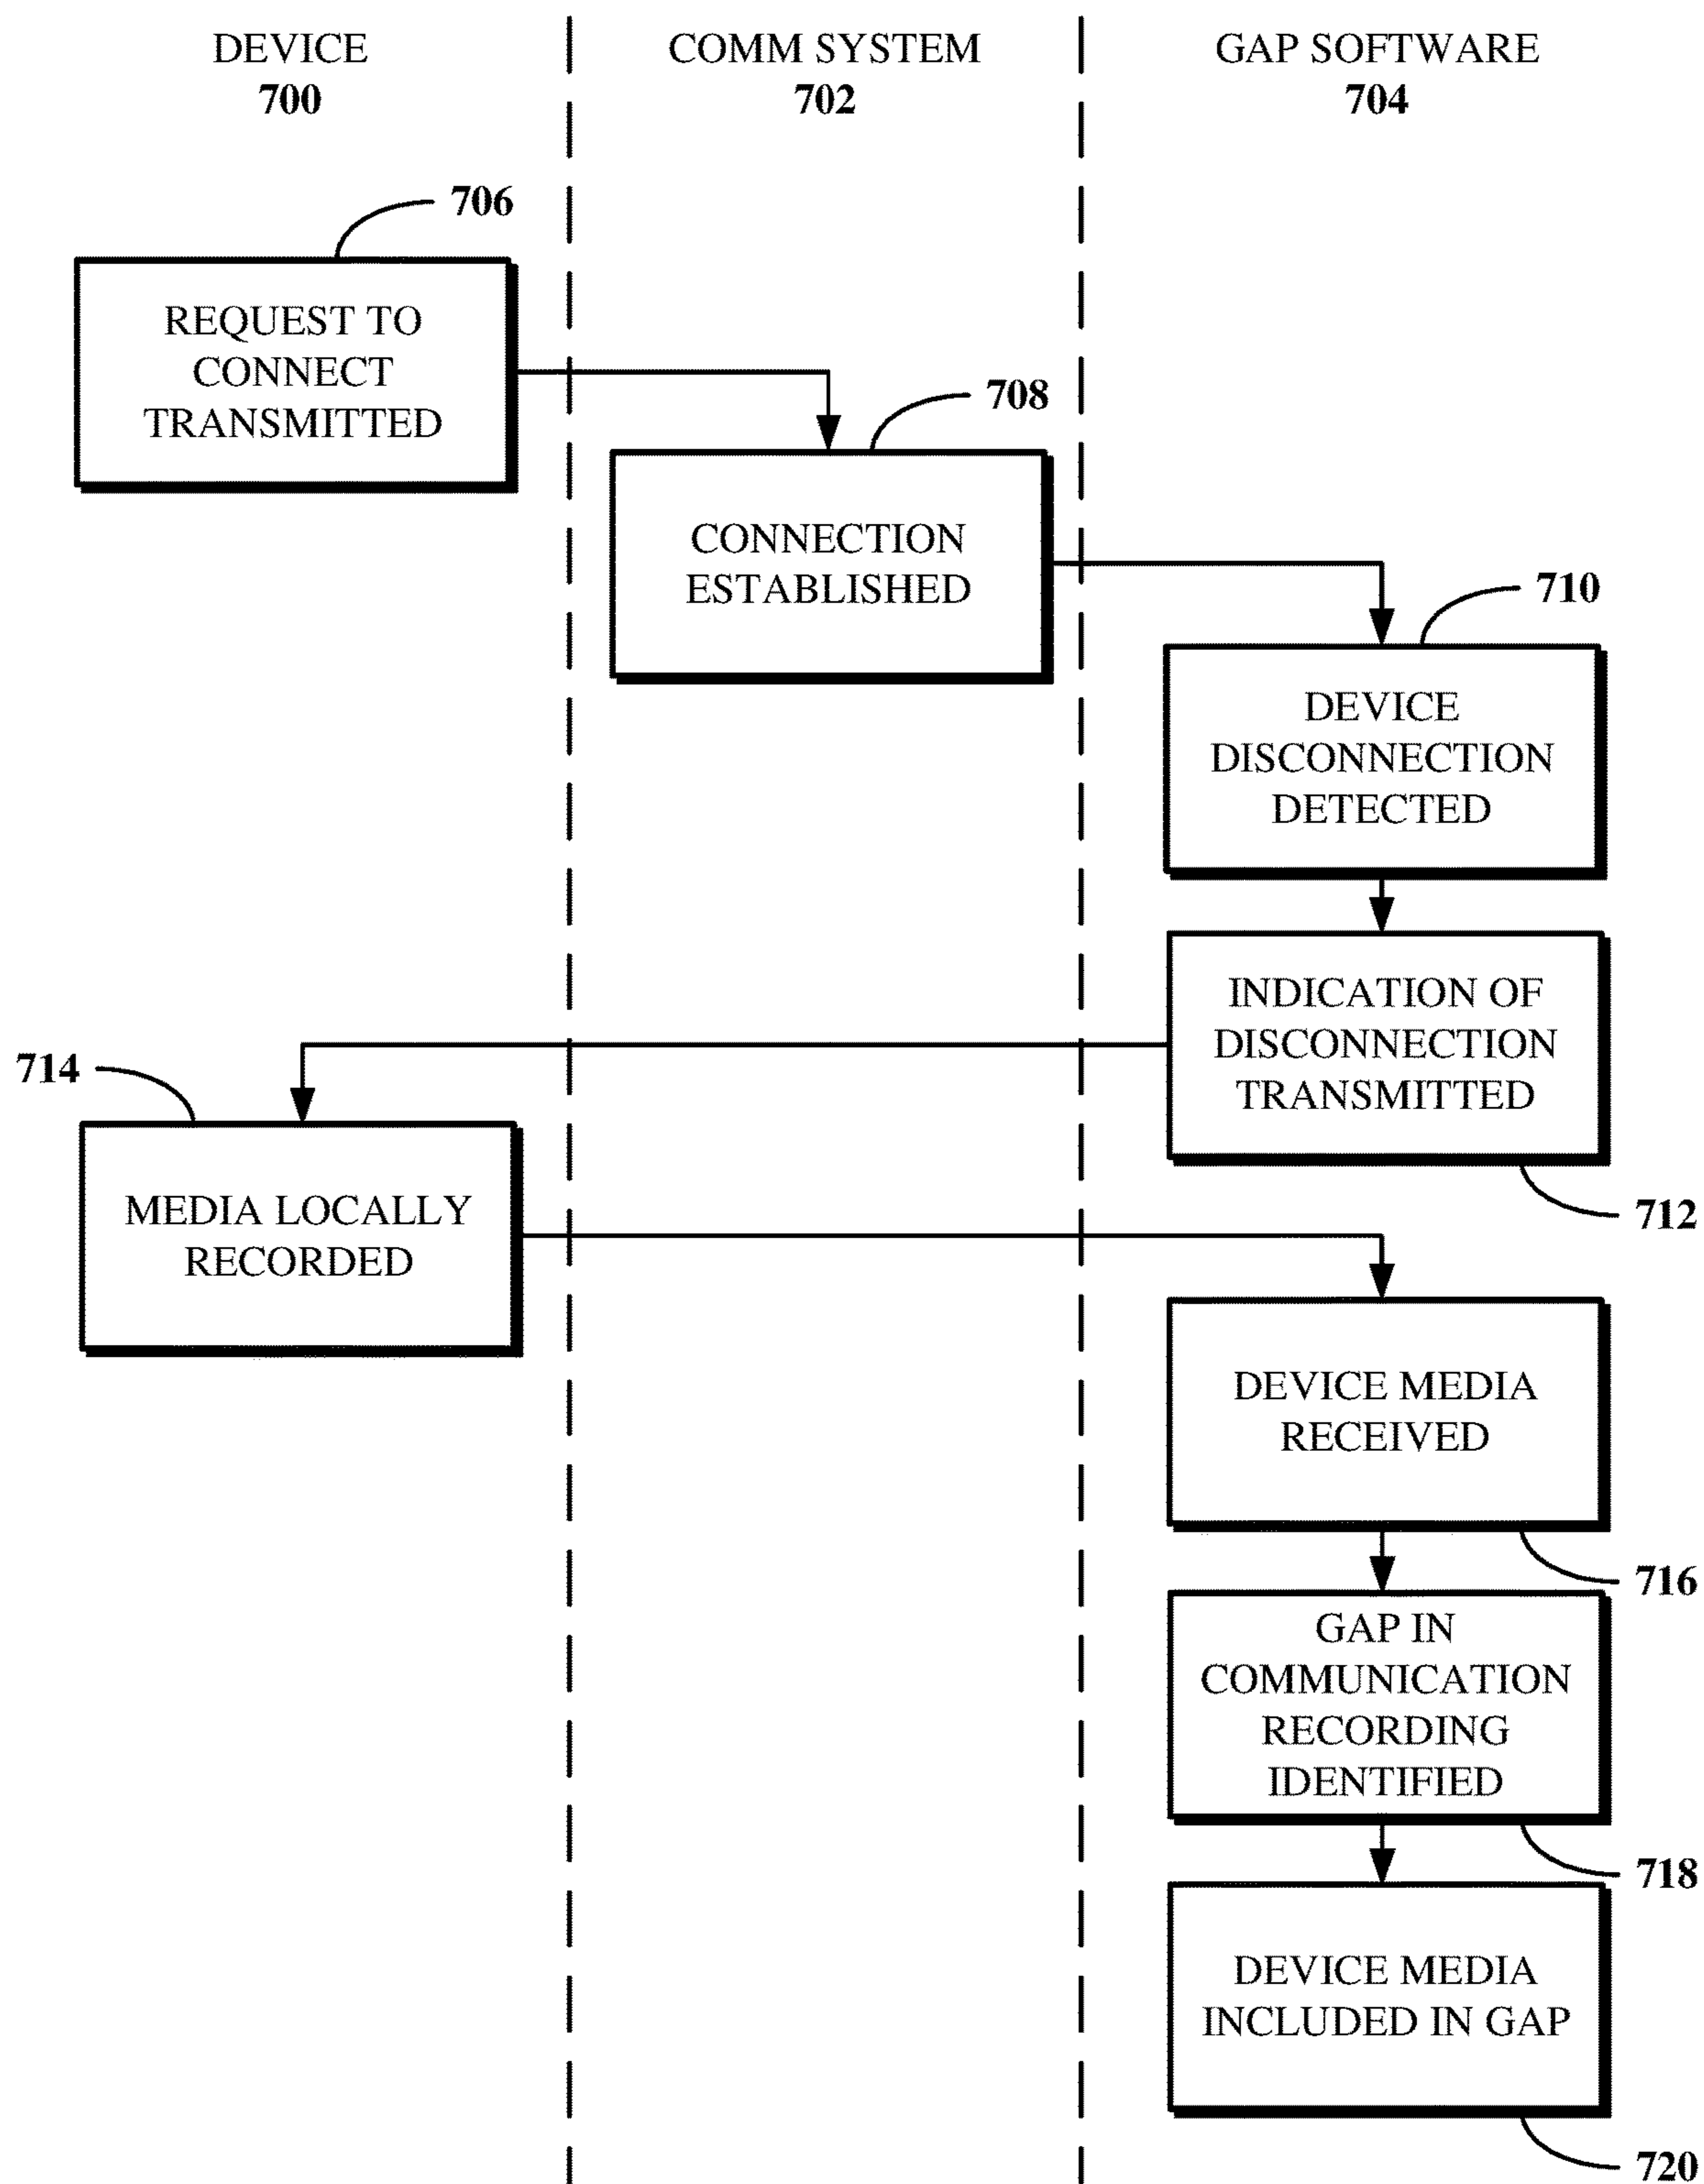 DEVICE
700
COMM SYSTEM
702
GAP SOFTWARE
704
706
REQUEST TO
CONNECT
TRANSMITTED
708
CONNECTION
ESTABLISHED
710
DEVICE
DISCONNECTION
DETECTED
INDICATION OF
DISCONNECTION
TRANSMITTED
712
714
MEDIA LOCALLY
RECORDED
DEVICE MEDIA
RECEIVED
716
GAP IN
COMMUNICATION
RECORDING
IDENTIFIED
718
DEVICE MEDIA
INCLUDED IN GAP
720